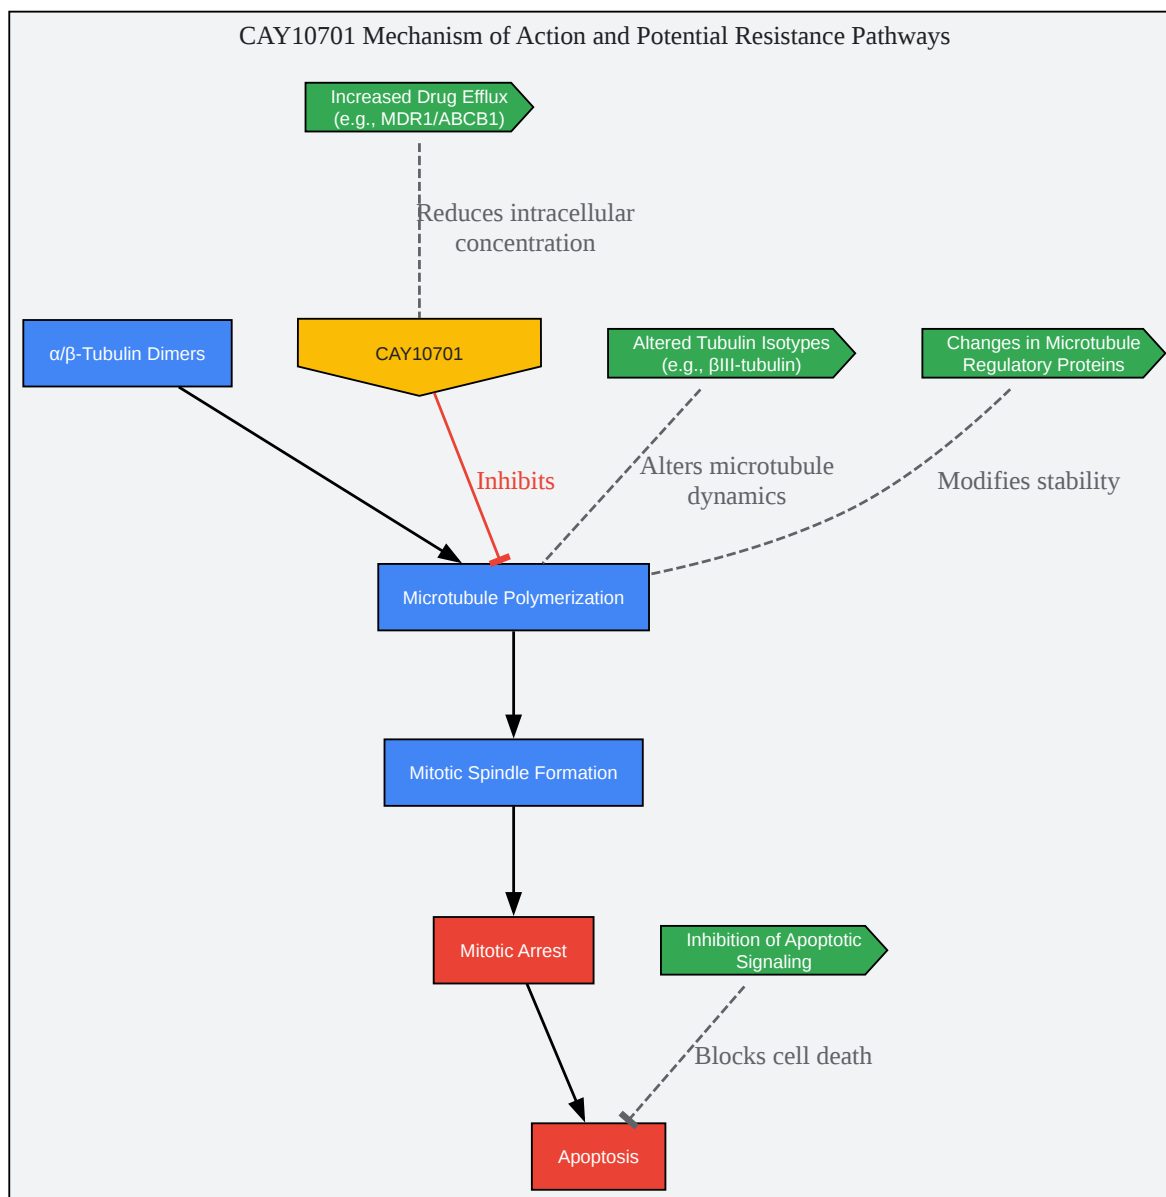 CAY10701 Mechanism of Action and Potential Resistance Pathways
Increased Drug Efflux
(e.g., MDR1/ABCB1)
Reduces intracellular
concentration
α/β-Tubulin Dimers
CAY10701
Altered Tubulin Isotypes
(e.g., βIII-tubulin)
Changes in Microtubule
Regulatory Proteins
Inhibits
Alters microtubule
dynamics
Modifies stability
Microtubule Polymerization
Mitotic Spindle Formation
Mitotic Arrest
Inhibition of Apoptotic
Signaling
Blocks cell death
Apoptosis